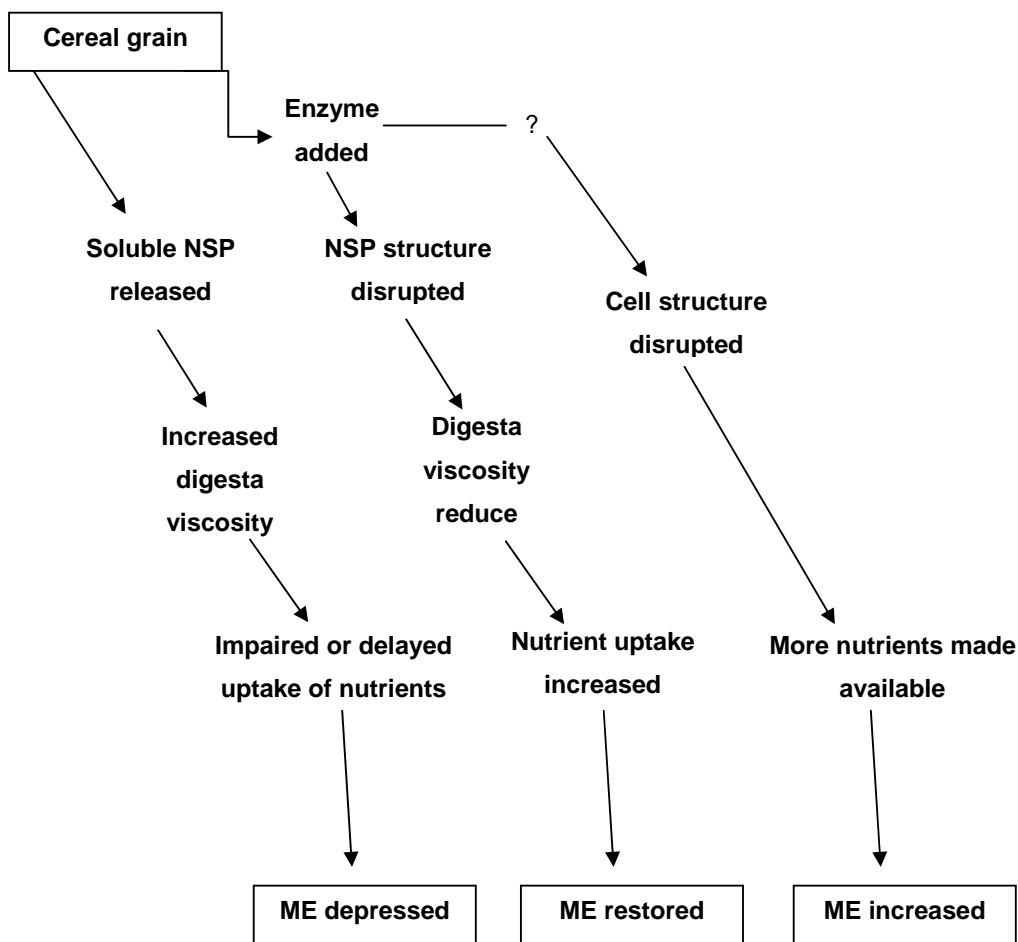 Cereal grain
Enzyme
added
?
Soluble NSP
released
NSP structure
disrupted
Cell structure
disrupted
Increased
digesta
viscosity
Digesta
viscosity
reduce
Impaired or delayed
uptake of nutrients
Nutrient uptake
increased
More nutrients made
available
ME depressed
ME restored
ME increased